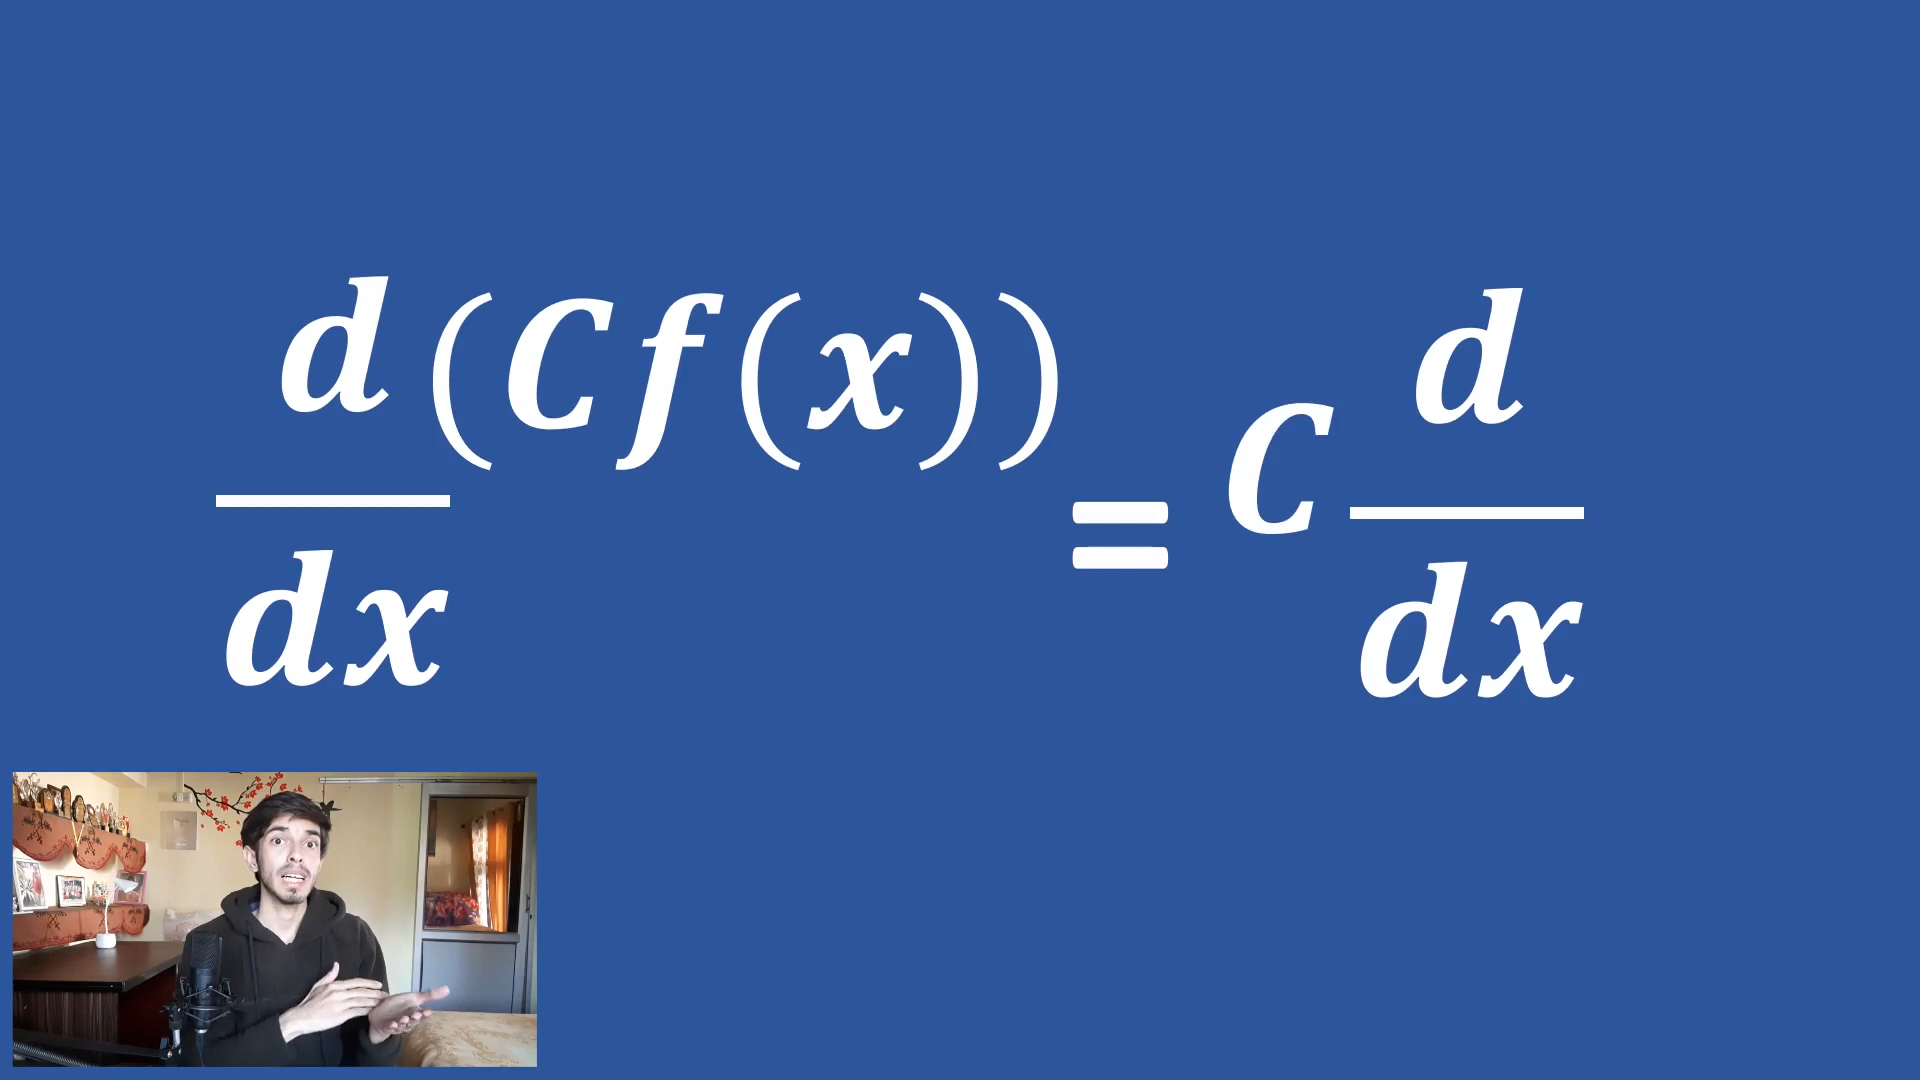 d/dx (Cf(x)) = C d/dx